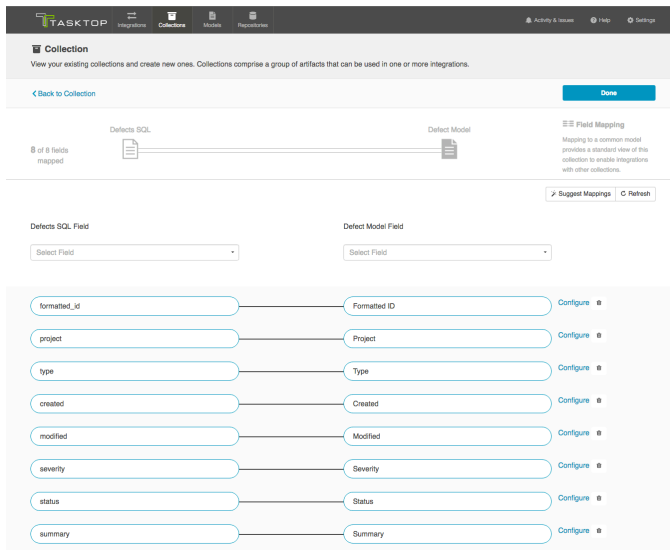 TASKTOP
Integrations
Collections
Models
Repositories
Activity & Issues
Help
Settings
Collection
View your existing collections and create new ones. Collections comprise a group of artifacts that can be used in one or more integrations.
Back to Collection
Done
8 of 8 fields
mapped
Defects SQL
Defect Model
Field Mapping
Mapping to a common model
provides a standard view of this
collection to enable integrations
with other collections.
Suggest Mappings
Refresh
Defects SQL Field
Defect Model Field
Select Field
Select Field
formatted_id
Formatted ID
Configure
project
Project
Configure
type
Type
Configure
created
Created
Configure
modified
Modified
Configure
severity
Severity
Configure
status
Status
Configure
summary
Summary
Configure